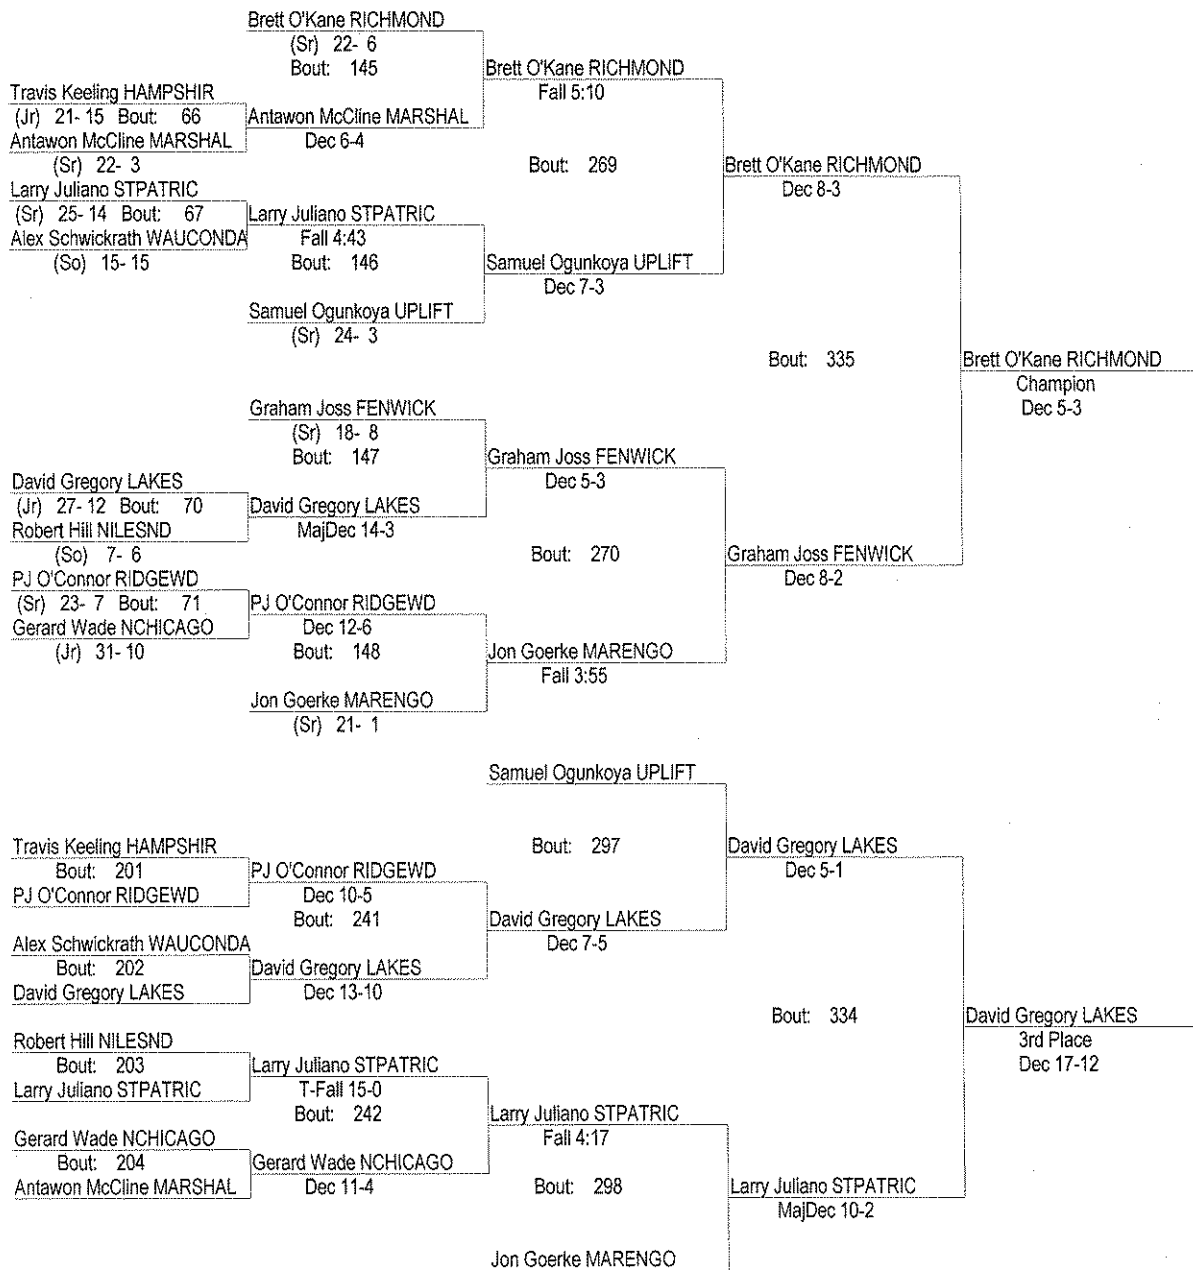 Brett O'Kane RICHMOND
(Sr) 22- 6
Bout: 145
Brett O'Kane RICHMOND
Fall 5:10
Travis Keeling HAMPSHIR
(Jr) 21- 15 Bout: 66
Antawon McCline MARSHAL
Antawon McCline MARSHAL
Dec 6-4
(Sr) 22- 3
Bout: 269
Brett O'Kane RICHMOND
Dec 8-3
Larry Juliano STPATRIC
(Sr) 25- 14 Bout: 67
Larry Juliano STPATRIC
Alex Schwickrath WAUCONDA
Fall 4:43
(So) 15- 15
Bout: 146
Samuel Ogunkoya UPLIFT
Dec 7-3
Samuel Ogunkoya UPLIFT
(Sr) 24- 3
Bout: 335
Brett O'Kane RICHMOND
Champion
Dec 5-3
Graham Joss FENWICK
(Sr) 18- 8
Bout: 147
Graham Joss FENWICK
Dec 5-3
David Gregory LAKES
(Jr) 27- 12 Bout: 70
David Gregory LAKES
Robert Hill NILESND
MajDec 14-3
(So) 7- 6
Bout: 270
Graham Joss FENWICK
Dec 8-2
PJ O'Connor RIDGEWD
(Sr) 23- 7 Bout: 71
PJ O'Connor RIDGEWD
Gerard Wade NCHICAGO
Dec 12-6
(Jr) 31- 10
Bout: 148
Jon Goerke MARENGO
Fall 3:55
Jon Goerke MARENGO
(Sr) 21- 1
Samuel Ogunkoya UPLIFT
Travis Keeling HAMPSHIR
Bout: 297
David Gregory LAKES
Dec 5-1
Bout: 201
PJ O'Connor RIDGEWD
PJ O'Connor RIDGEWD
Dec 10-5
Bout: 241
David Gregory LAKES
Dec 7-5
Alex Schwickrath WAUCONDA
Bout: 202
David Gregory LAKES
David Gregory LAKES
Dec 13-10
Bout: 334
David Gregory LAKES
3rd Place
Dec 17-12
Robert Hill NILESND
Bout: 203
Larry Juliano STPATRIC
Larry Juliano STPATRIC
T-Fall 15-0
Bout: 242
Larry Juliano STPATRIC
Fall 4:17
Gerard Wade NCHICAGO
Bout: 204
Gerard Wade NCHICAGO
Antawon McCline MARSHAL
Dec 11-4
Bout: 298
Larry Juliano STPATRIC
MajDec 10-2
Jon Goerke MARENGO